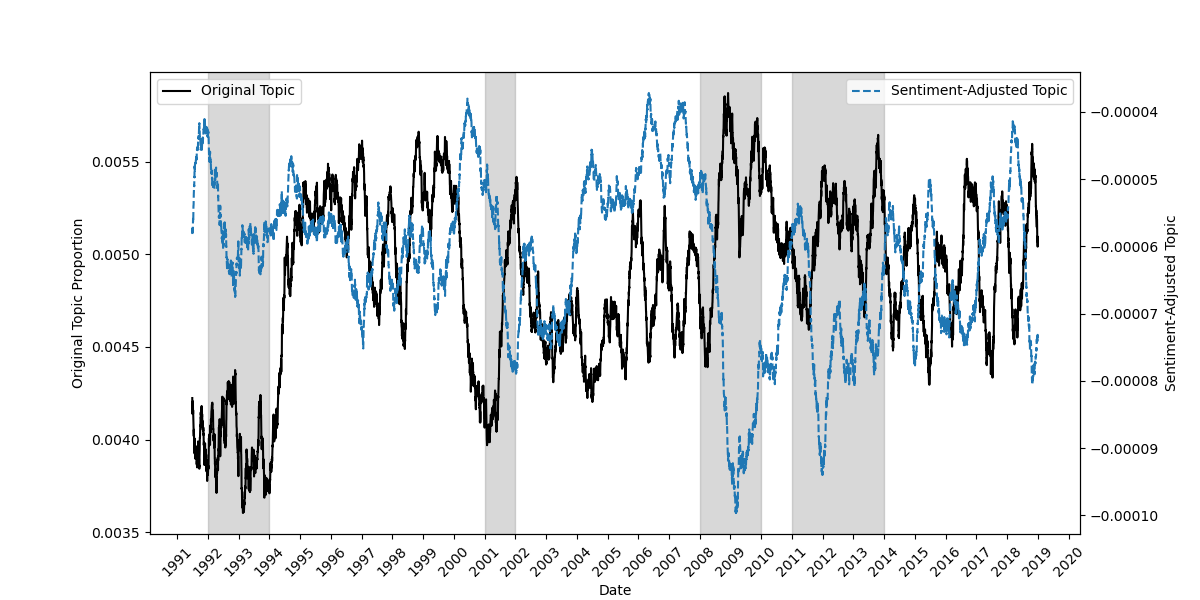 Original Topic
Sentiment-Adjusted Topic
Original Topic Proportion
0.0055
0.0050
0.0045
0.0040
0.0035
−0.00004
−0.00005
−0.00006
−0.00007
−0.00008
−0.00009
−0.00010
Sentiment-Adjusted Topic
1991 1992 1993 1994 1995 1996 1997 1998 1999 2000 2001 2002 2003 2004 2005 2006 2007 2008 2009 2010 2011 2012 2013 2014 2015 2016 2017 2018 2019 2020
Date